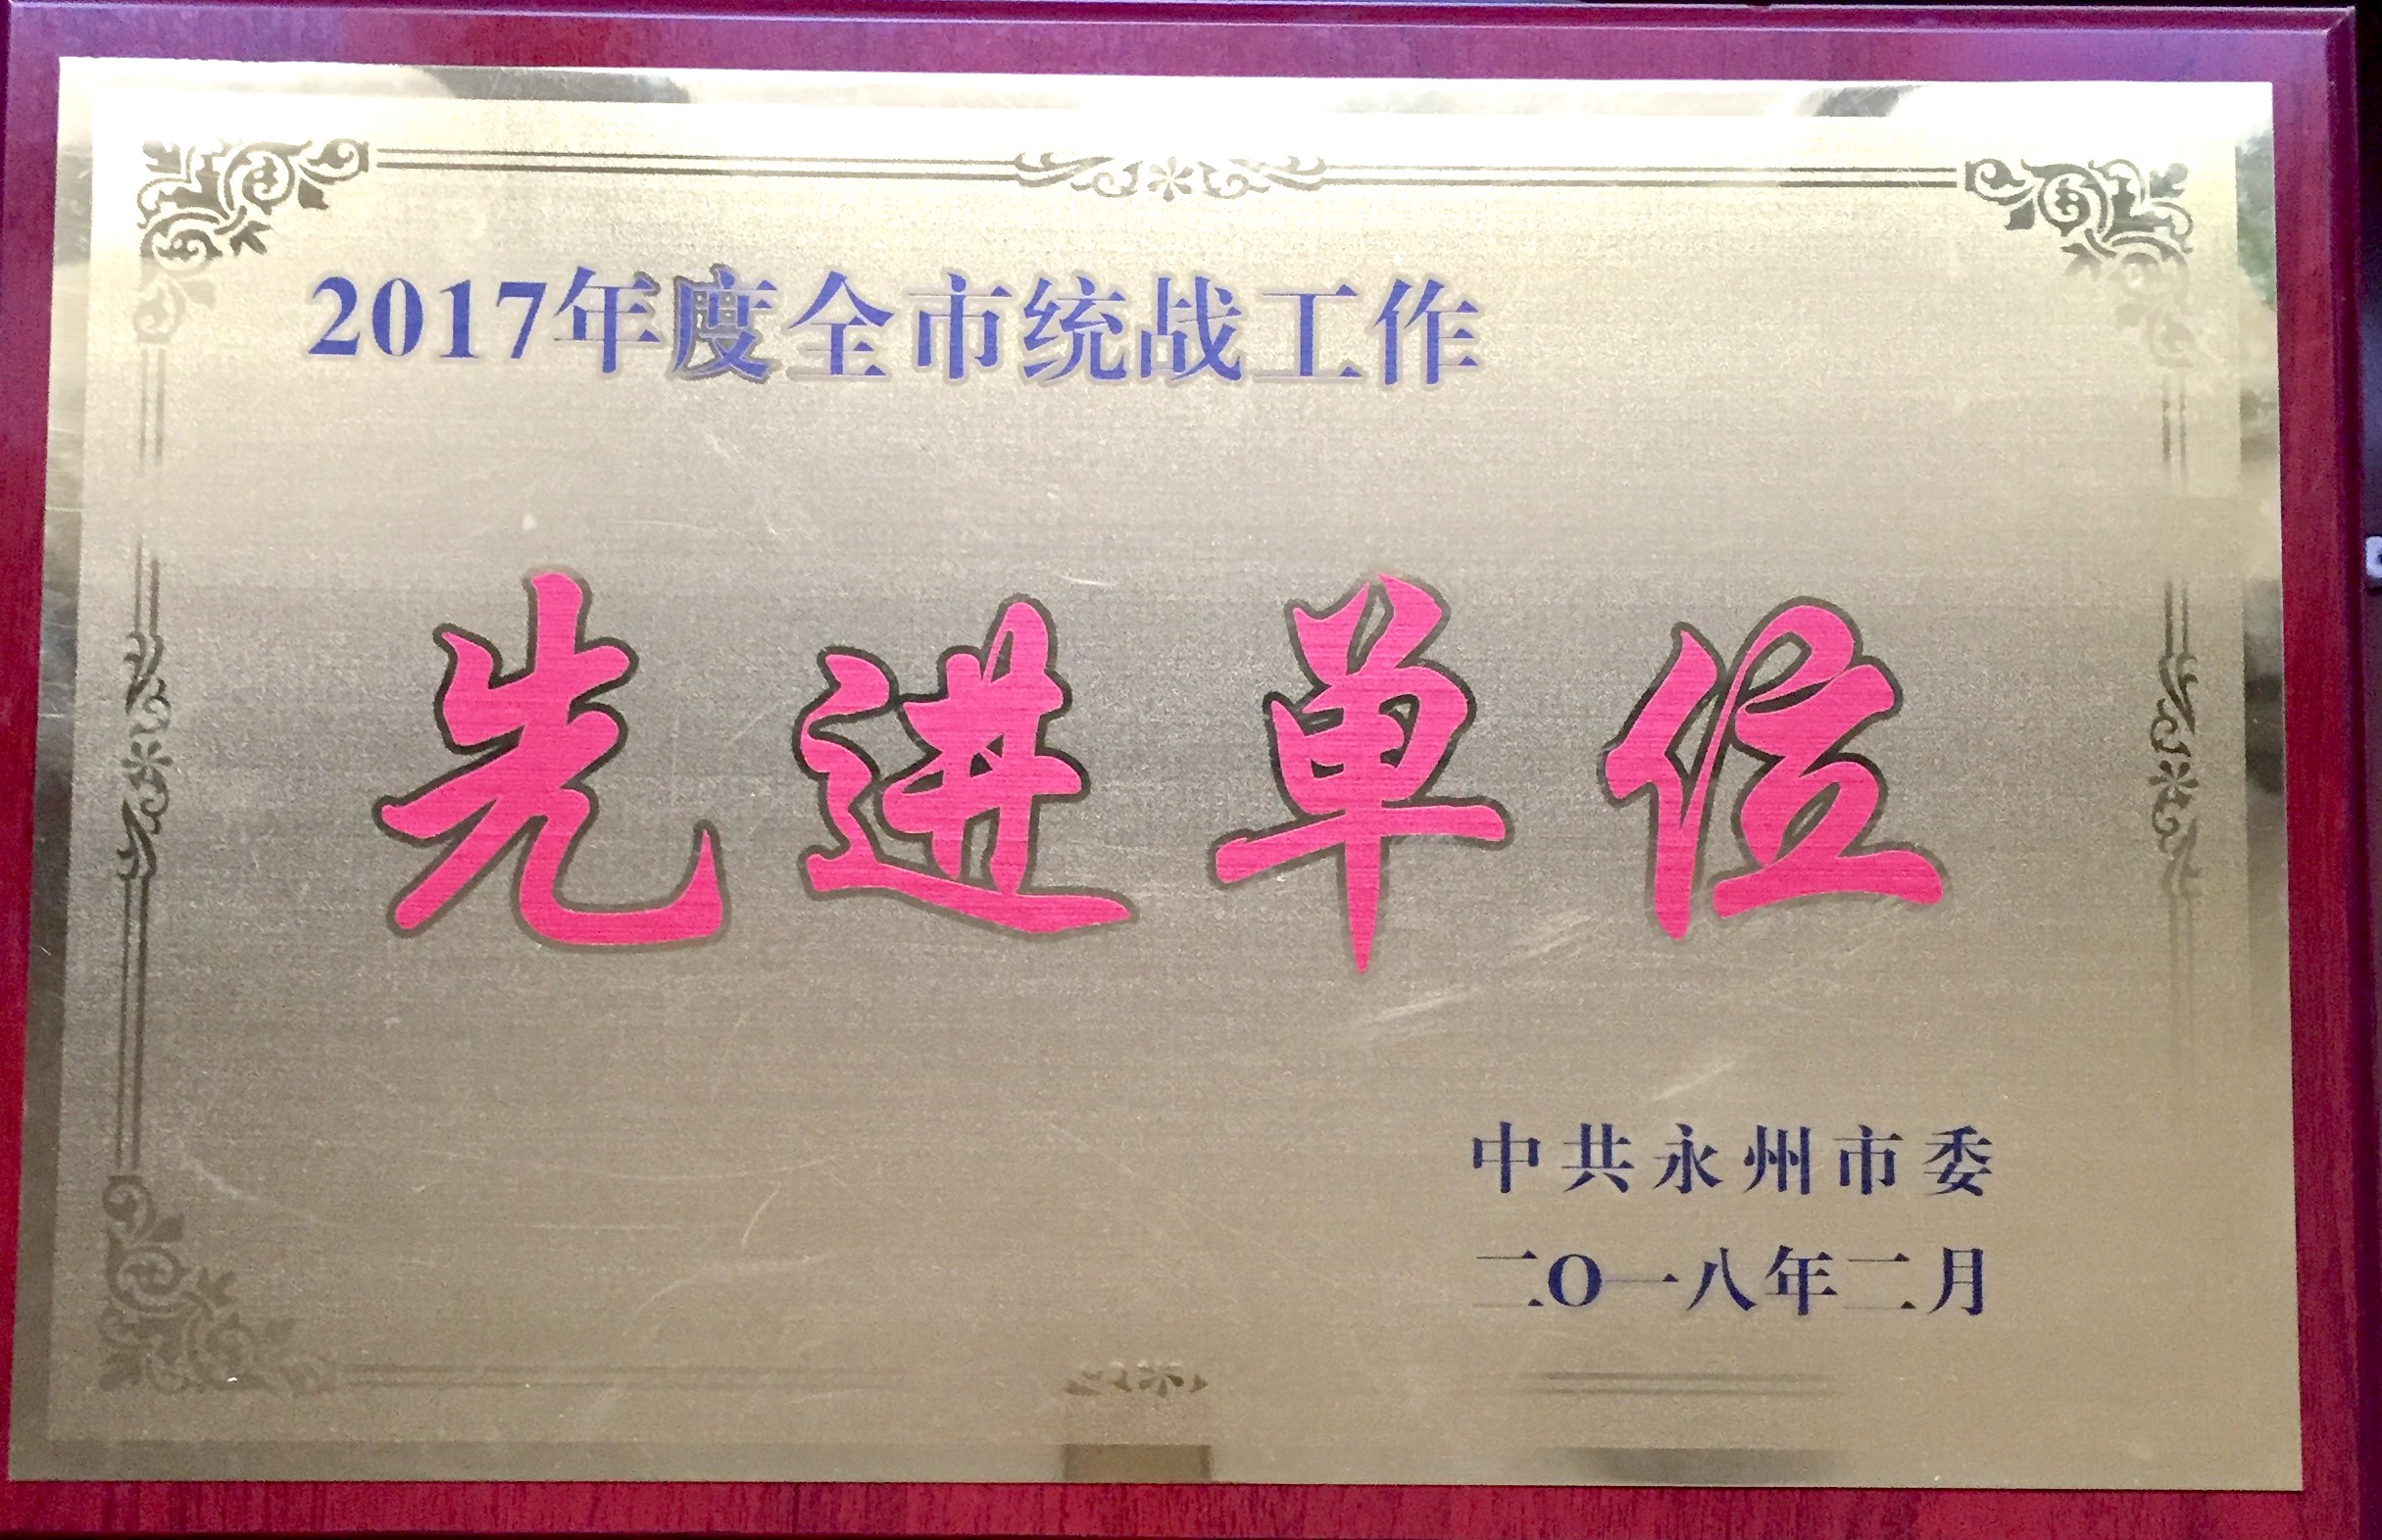 2017年度全市统战工作
先进单位
中共永州市委
二O一八年二月